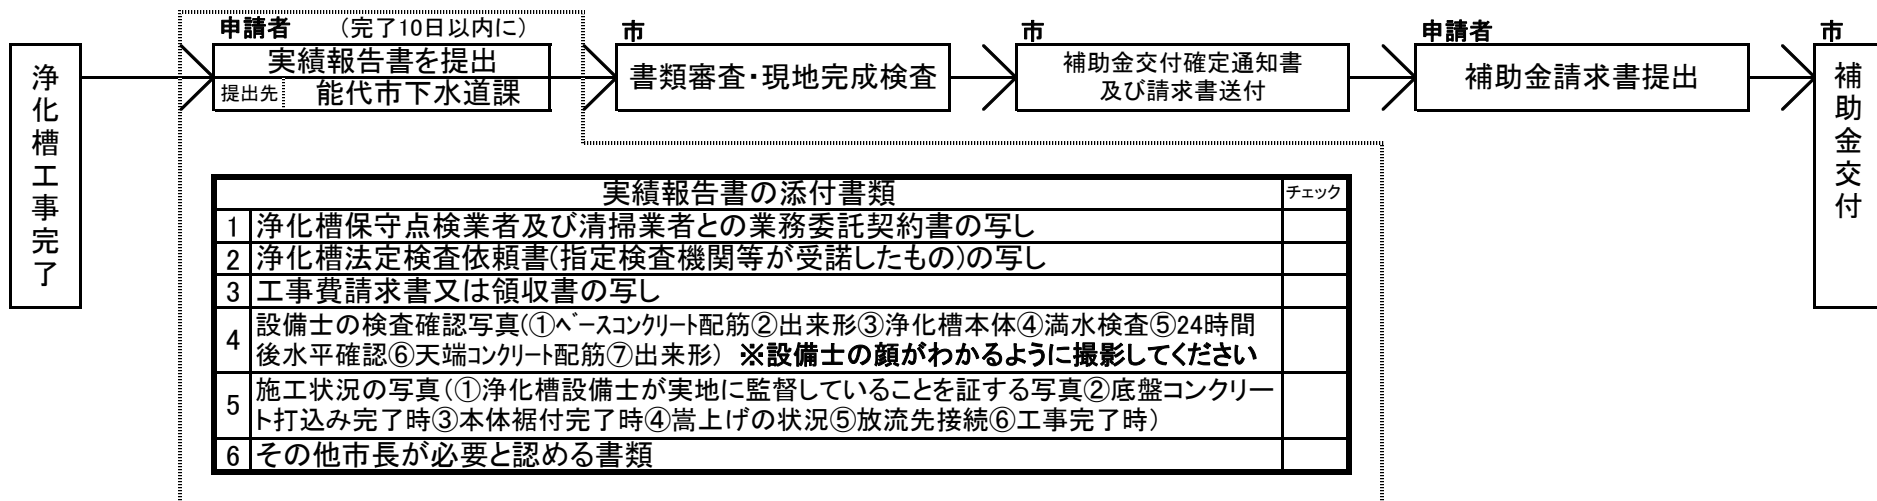 浄化槽工事完了
申請者 (完了10日以内に)
実績報告書を提出
提出先 能代市下水道課
市
書類審査・現地完成検査
市
補助金交付確定通知書
及び請求書送付
申請者
補助金請求書提出
市
補助金交付
実績報告書の添付書類 チェック
1 浄化槽保守点検業者及び清掃業者との業務委託契約書の写し
2 浄化槽法定検査依頼書(指定検査機関等が受諾したもの)の写し
3 工事費請求書又は領収書の写し
4 設備士の検査確認写真(①ベースコンクリート配筋②出来形③浄化槽本体④満水検査⑤24時間
後水平確認⑥天端コンクリート配筋⑦出来形) ※設備士の顔がわかるように撮影してください
5 施工状況の写真(①浄化槽設備士が実地に監督していることを証する写真②底盤コンクリー
ト打込み完了時③本体裾付完了時④嵩上げの状況⑤放流先接続⑥工事完了時)
6 その他市長が必要と認める書類